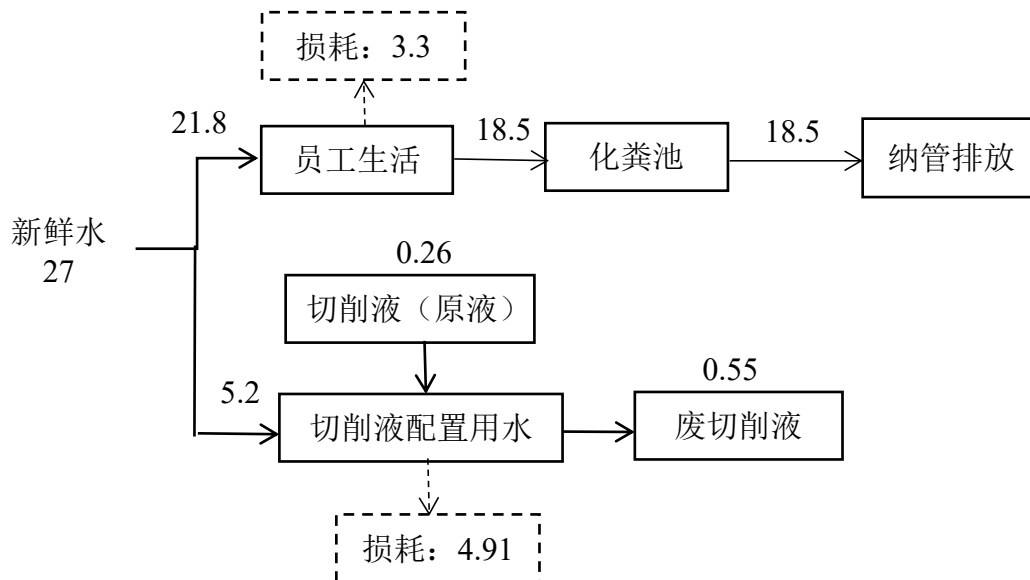 损耗：3.3
21.8
员工生活
18.5
化粪池
18.5
纳管排放
新鲜水
27
0.26
切削液（原液）
5.2
切削液配置用水
0.55
废切削液
损耗：4.91